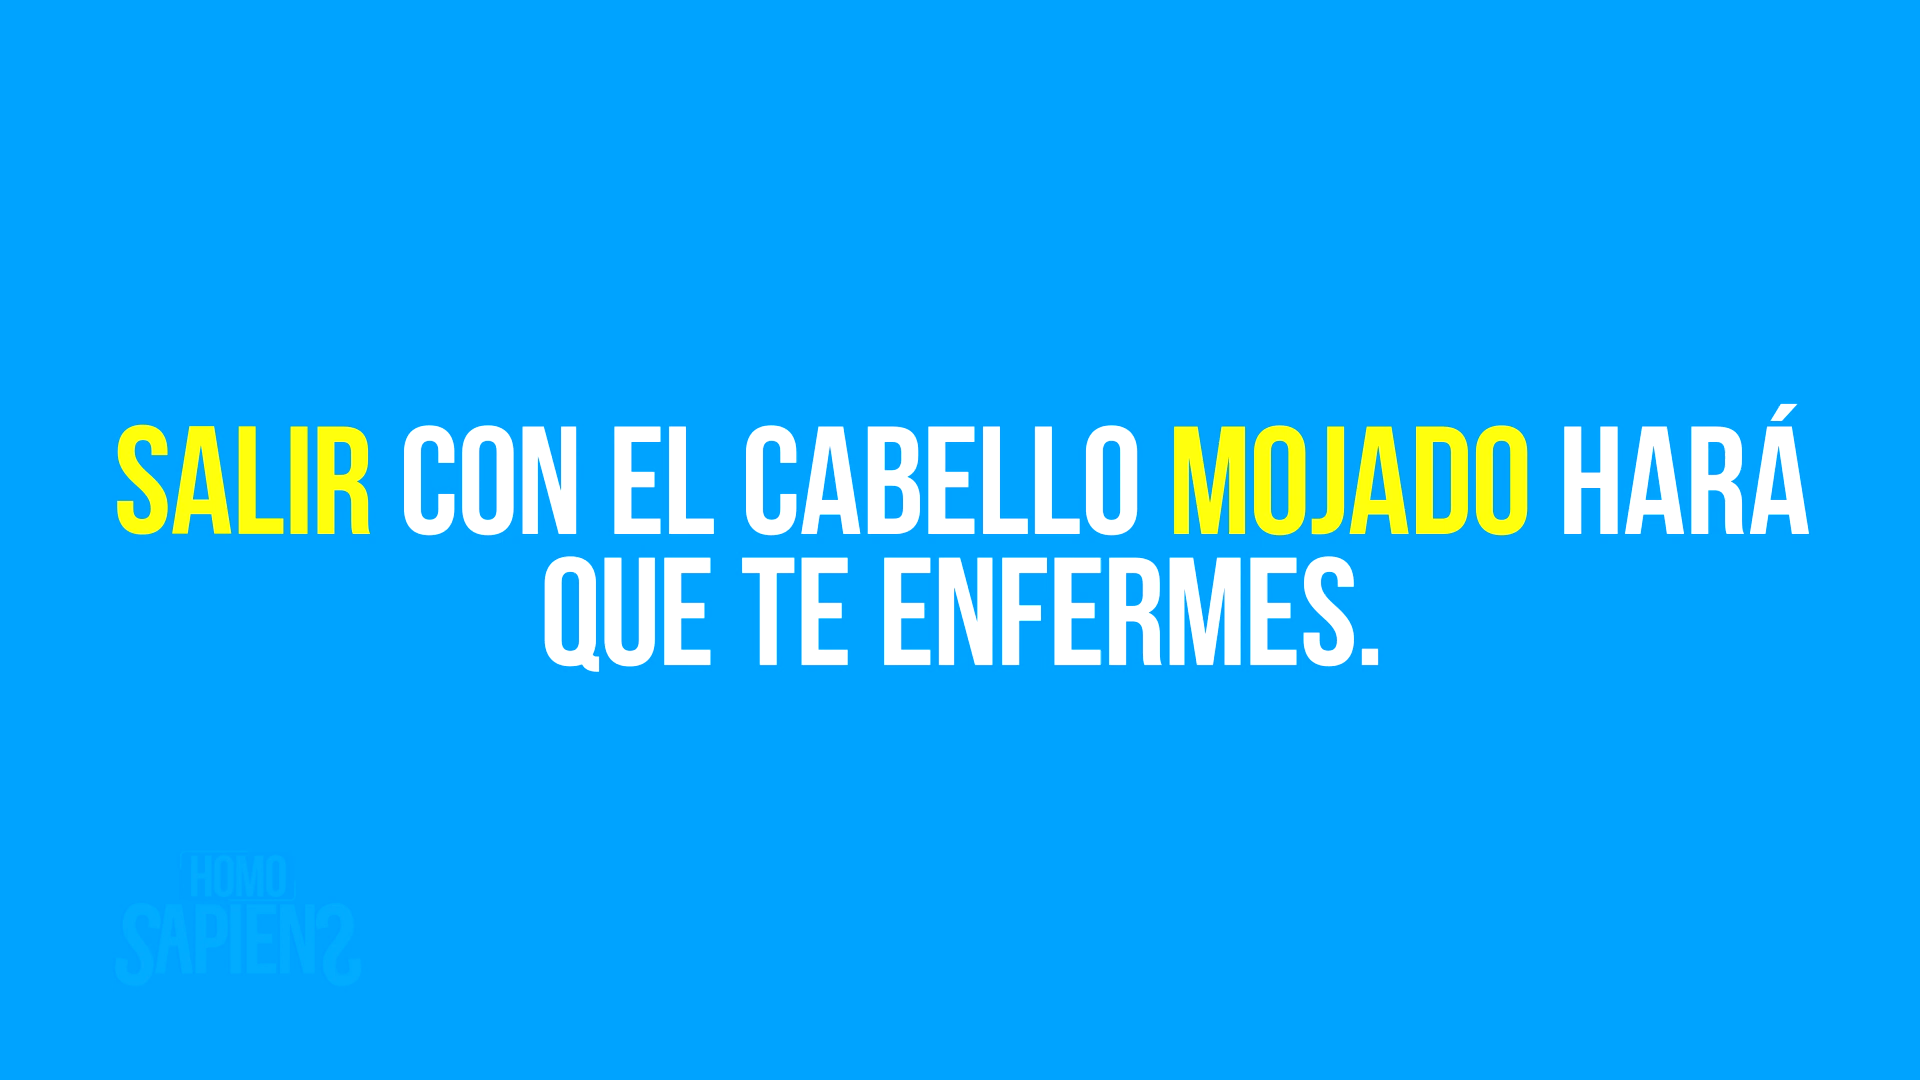 SALIR CON EL CABELLO MOJADO HARÁ
QUE TE ENFERMES.
HOMO
SAPIENS